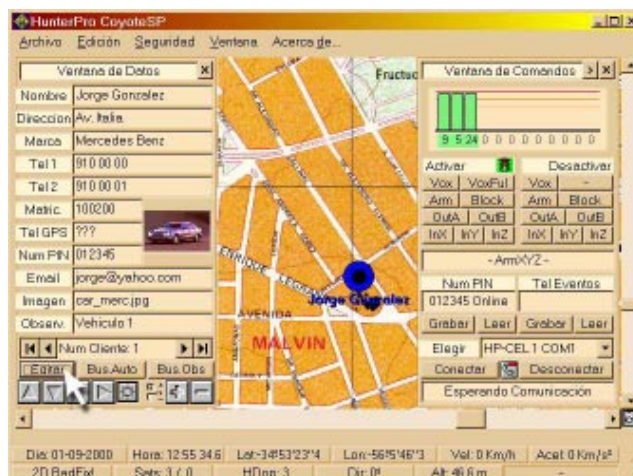 HunterPro CoyoteSP
Archivo Edición Seguridad Ventana Acerca de...
Ventana de Datos
Nombre Jorge Gonzalez
Direccion Av. Italia
Marca Mercedes Benz
Tel 1 910 00 00
Tel 2 910 00 01
Matric. 100200
Tel GPS ???
Num PIN 012345
Email jorge@yahoo.com
Imagen car_merc.jpg
Observ. Vehiculo 1
Num Cliente: 1
Editar Bus.Auto Bus.Obs
Fructuc
ENRIQUE LEGRAND
Jorge Gonzalez
AVENIDA
MALVIN
Ventana de Comandos
9 5 24 0 0 0 0 0 0 0 0 0
Activar Desactivar
Vox VoxFul Vox -
Arm Block Arm Block
OutA OutB OutA OutB
InX InY InZ InX InY InZ
-ArmXYZ-
Num PIN Tel Eventos
012345 Online
Grabar Leer Grabar Leer
Elegir HP-CEL 1 COM1
Conectar Desconectar
Esperando Comunicación
Dia: 01-09-2000 Hora: 12:55 34.6 Lat:-34º53'23''4 Lon:-56º5'46''3 Vel: 0 Km/h Acel: 0 Km/s²
2D BadFix! Sats: 3 / 0 HDop: 3 Dir: 0º Alt: 46.6 m